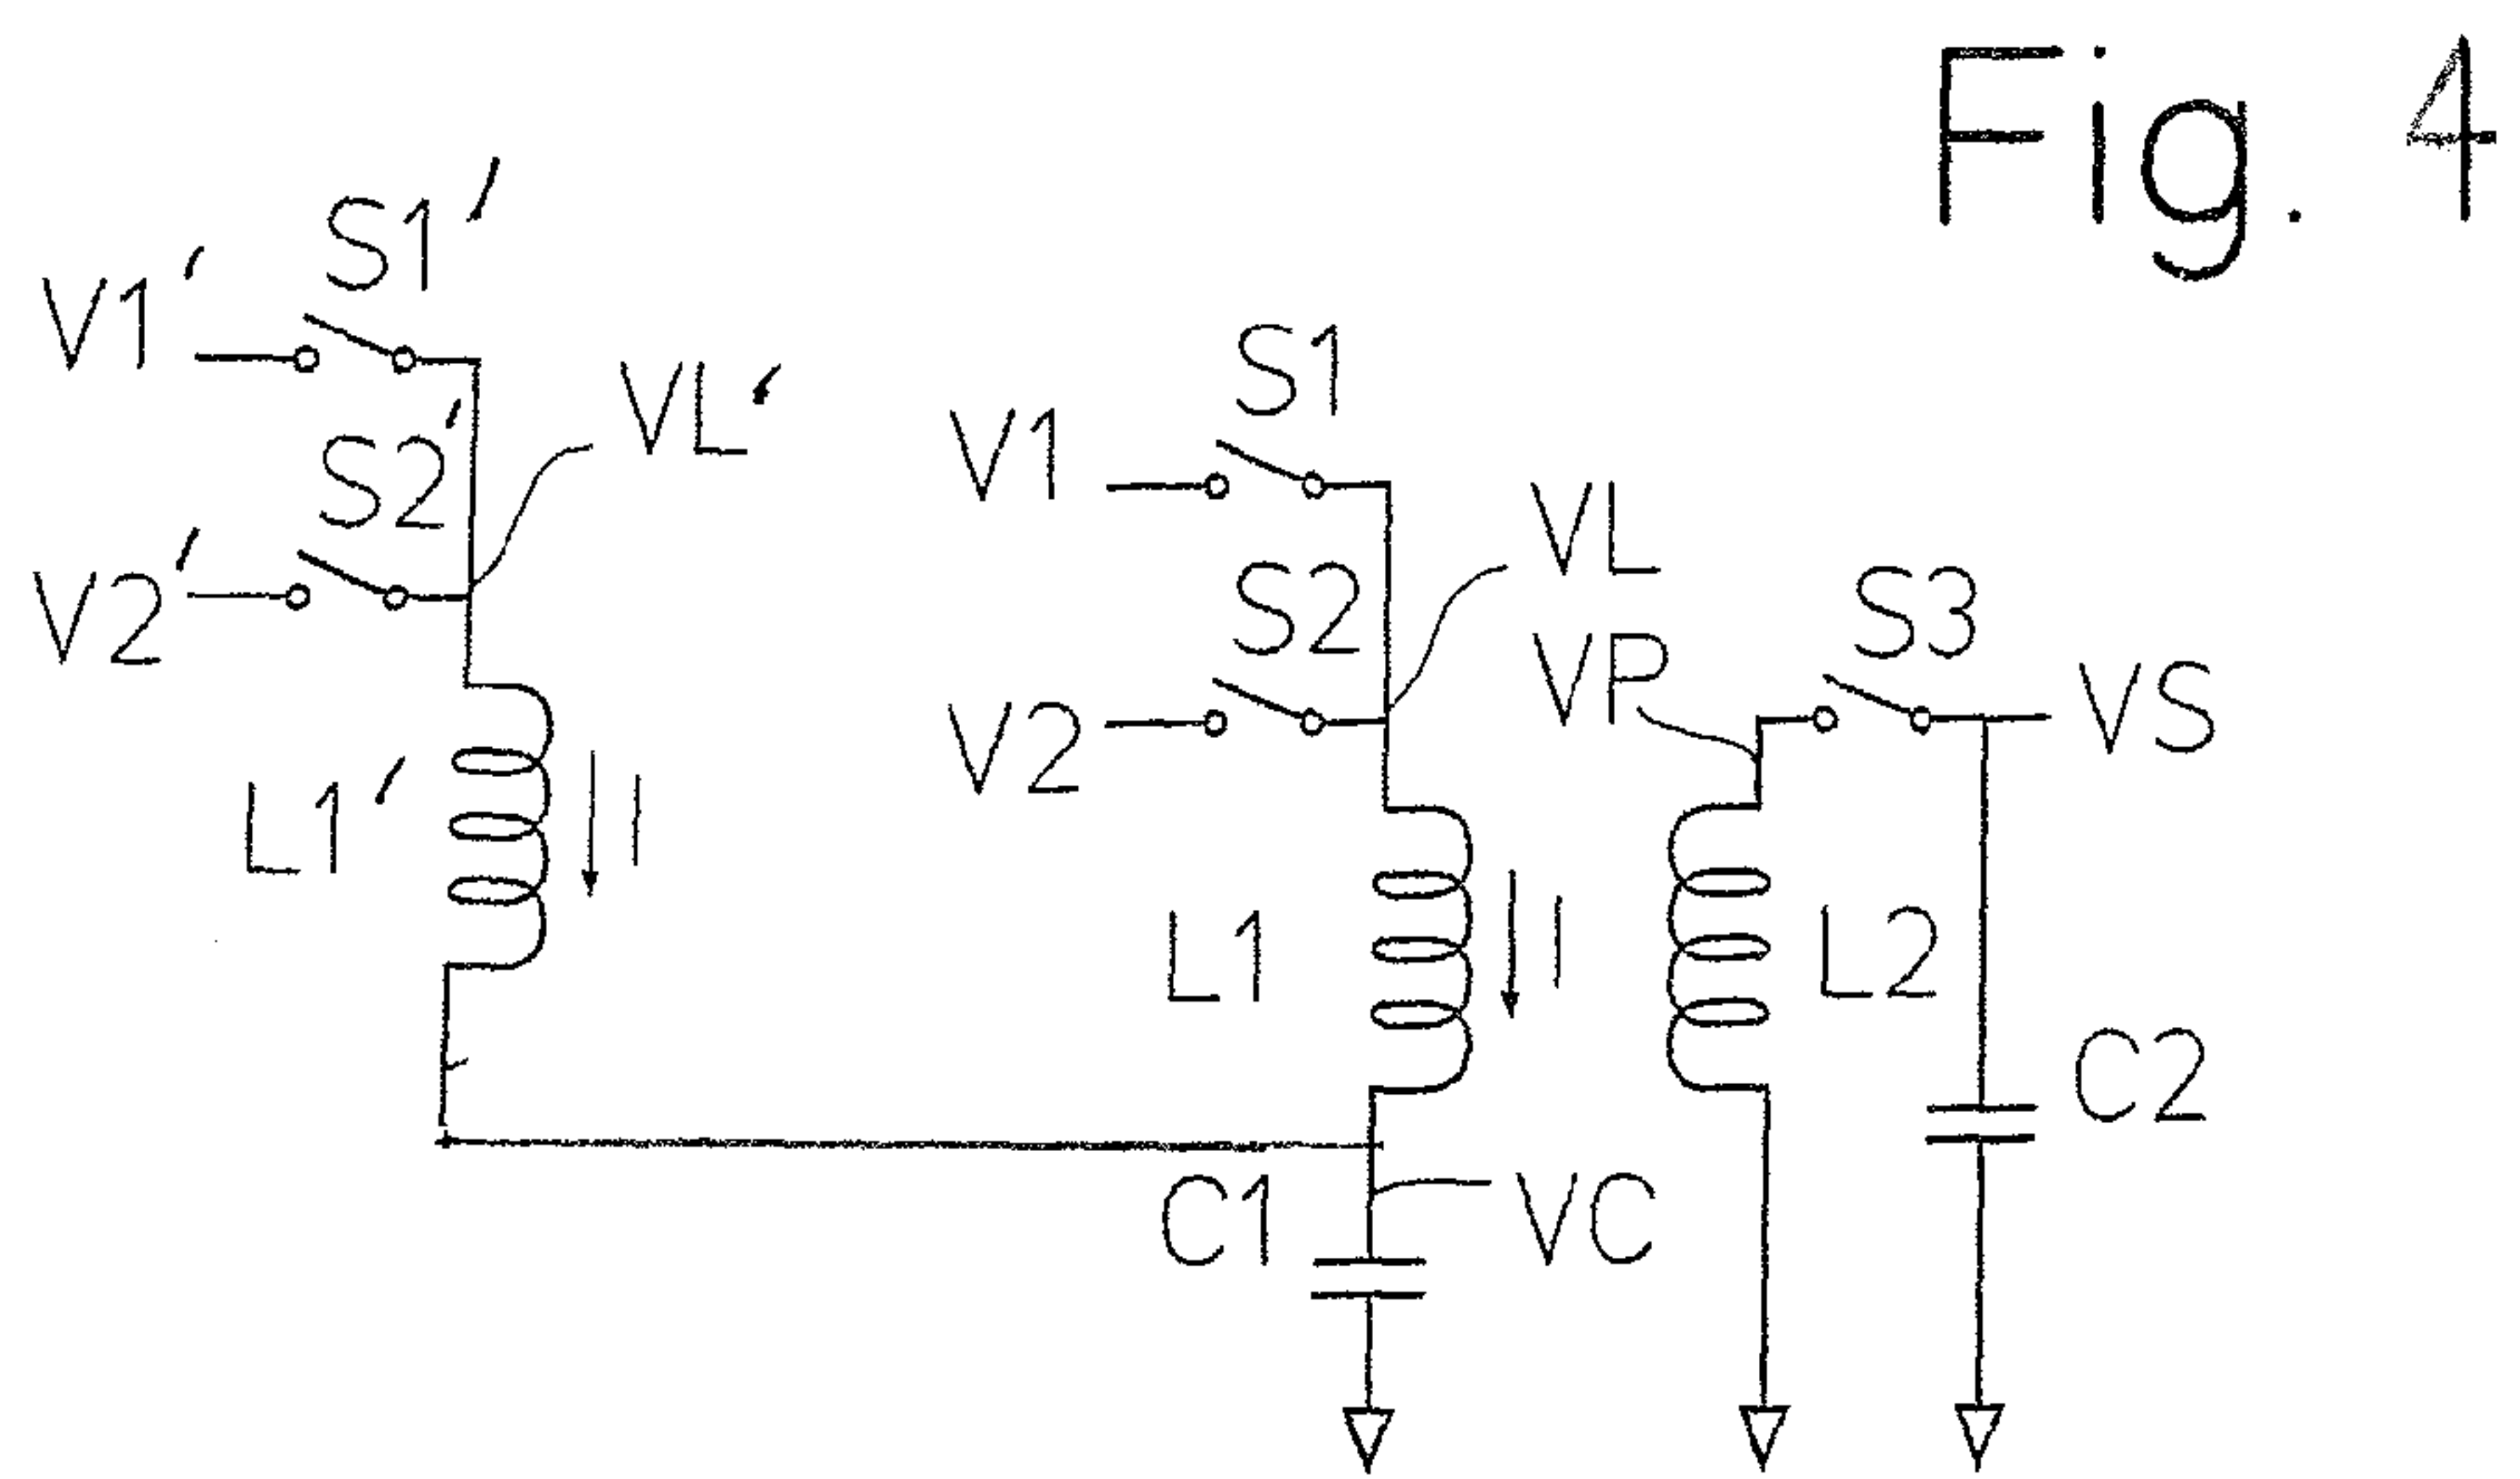 Fig. 4
S1'
V1'
S2'
VL'
V2'
L1'
I
S1
V1
S2
VL
V2
VP
S3
VS
L1
I
L2
C2
C1
VC